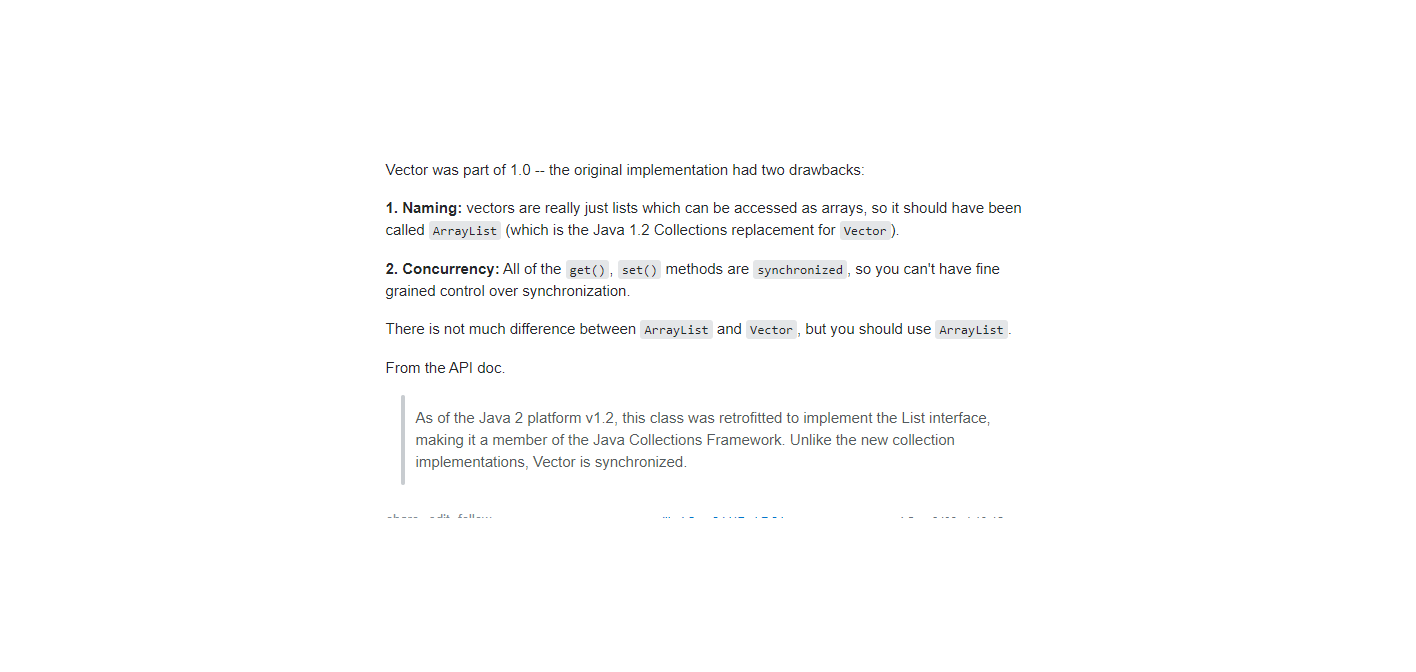 Vector was part of 1.0 -- the original implementation had two drawbacks:
1. Naming: vectors are really just lists which can be accessed as arrays, so it should have been
called ArrayList (which is the Java 1.2 Collections replacement for Vector).
2. Concurrency: All of the get(), set() methods are synchronized, so you can't have fine
grained control over synchronization.
There is not much difference between ArrayList and Vector, but you should use ArrayList.
From the API doc.
As of the Java 2 platform v1.2, this class was retrofitted to implement the List interface,
making it a member of the Java Collections Framework. Unlike the new collection
implementations, Vector is synchronized.